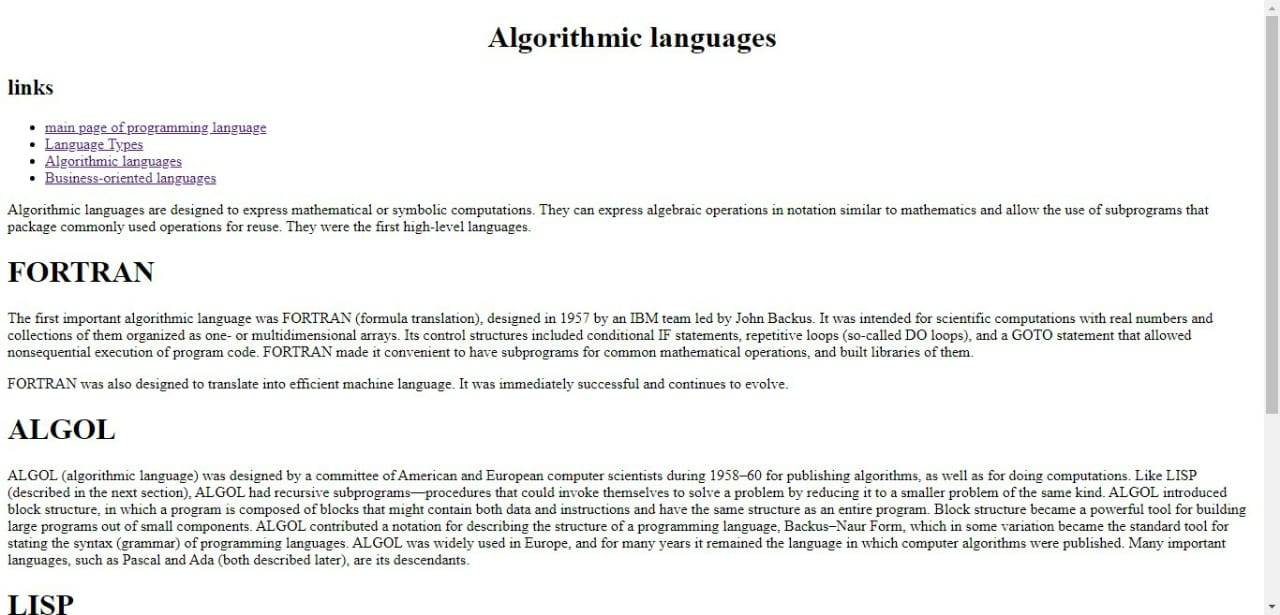 Algorithmic languages
links
main page of programming language
Language Types
Algorithmic languages
Business-oriented languages
Algorithmic languages are designed to express mathematical or symbolic computations. They can express algebraic operations in notation similar to mathematics and allow the use of subprograms that
package commonly used operations for reuse. They were the first high-level languages.
FORTRAN
The first important algorithmic language was FORTRAN (formula translation), designed in 1957 by an IBM team led by John Backus. It was intended for scientific computations with real numbers and
collections of them organized as one- or multidimensional arrays. Its control structures included conditional IF statements, repetitive loops (so-called DO loops), and a GOTO statement that allowed
nonsequential execution of program code. FORTRAN made it convenient to have subprograms for common mathematical operations, and built libraries of them.
FORTRAN was also designed to translate into efficient machine language. It was immediately successful and continues to evolve.
ALGOL
ALGOL (algorithmic language) was designed by a committee of American and European computer scientists during 1958–60 for publishing algorithms, as well as for doing computations. Like LISP
(described in the next section), ALGOL had recursive subprograms—procedures that could invoke themselves to solve a problem by reducing it to a smaller problem of the same kind. ALGOL introduced
block structure, in which a program is composed of blocks that might contain both data and instructions and have the same structure as an entire program. Block structure became a powerful tool for building
large programs out of small components. ALGOL contributed a notation for describing the structure of a programming language, Backus–Naur Form, which in some variation became the standard tool for
stating the syntax (grammar) of programming languages. ALGOL was widely used in Europe, and for many years it remained the language in which computer algorithms were published. Many important
languages, such as Pascal and Ada (both described later), are its descendants.
LISP